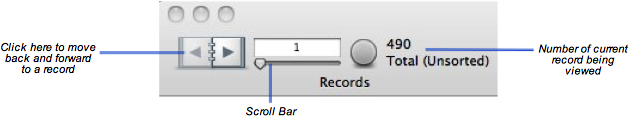 Click here to move
back and forward
to a record
1
490
Total (Unsorted)
Records
Scroll Bar
Number of current
record being
viewed